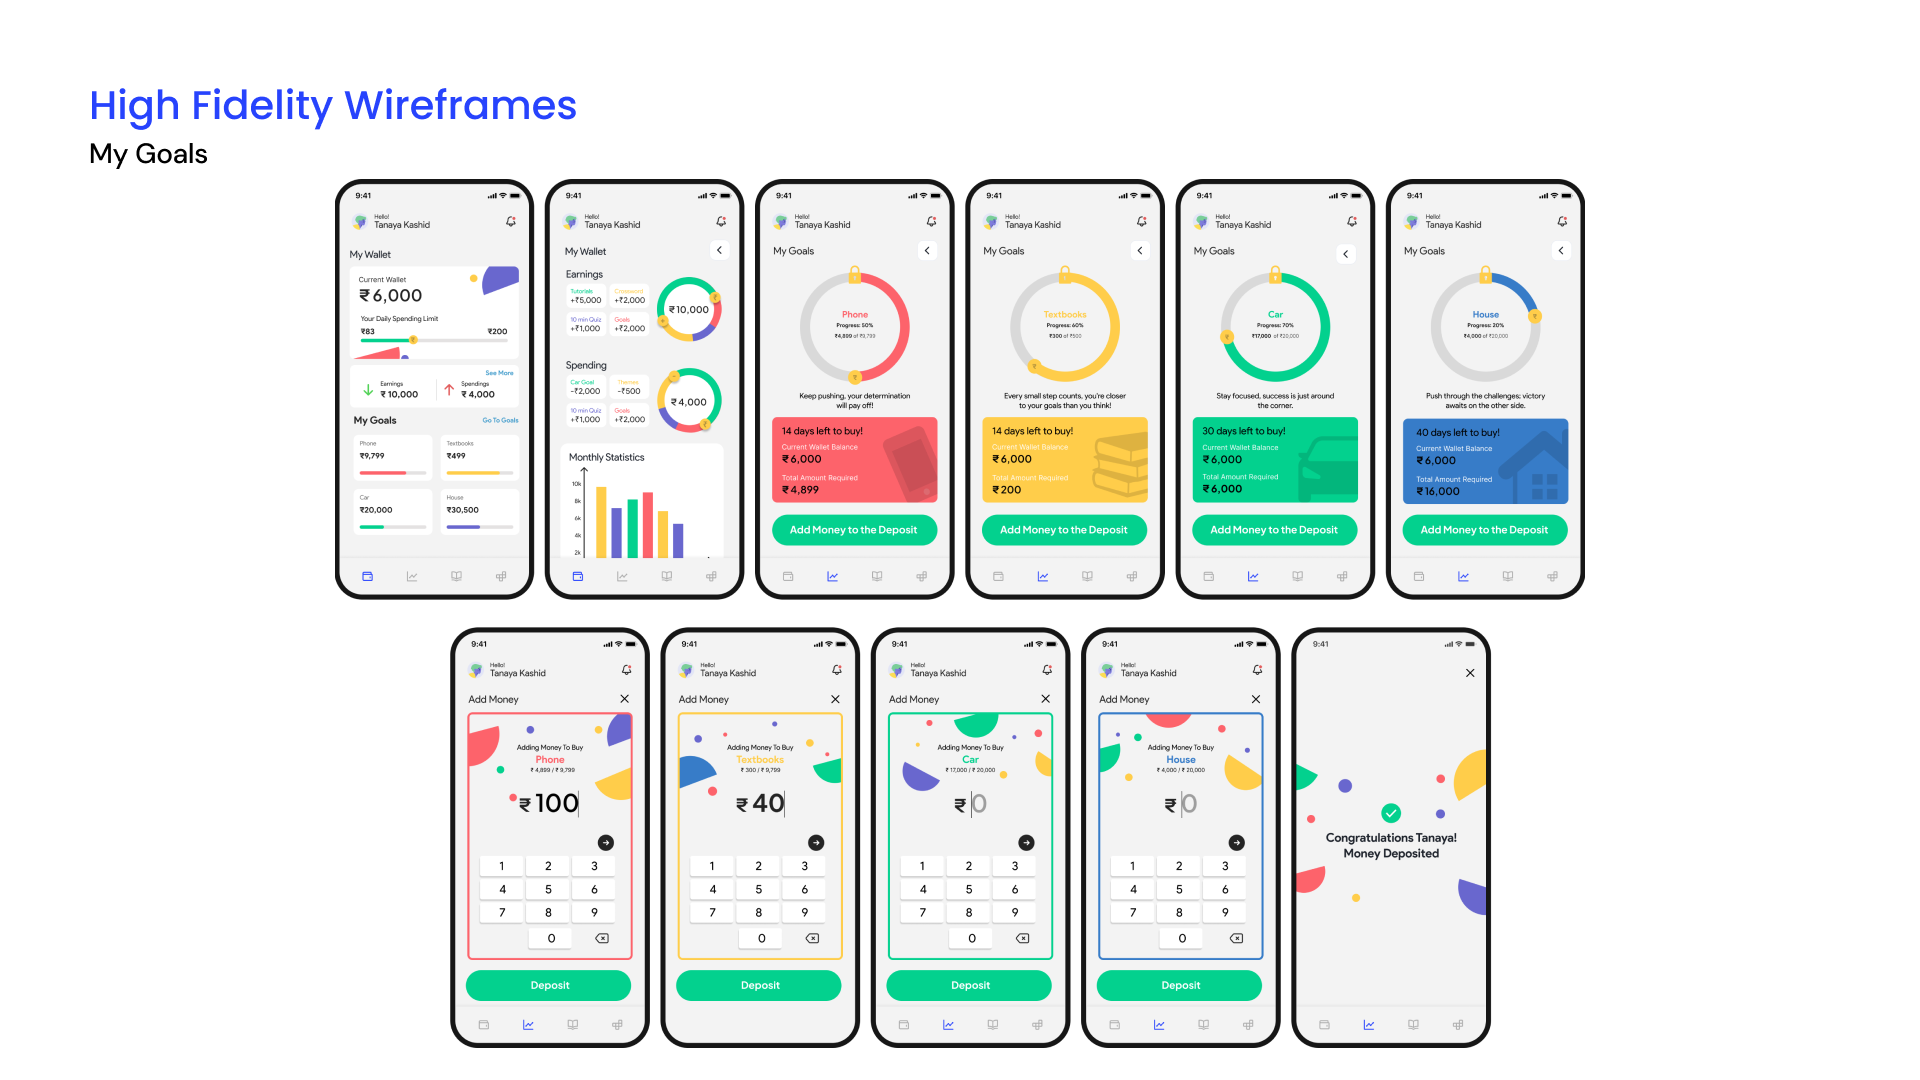 High Fidelity Wireframes
My Goals
9:41
Hello!
Tanaya Kashid
My Wallet
Current Wallet
₹ 6,000
Your Daily Spending Limit
₹83 ₹200
See More
Earnings
₹ 10,000
Spendings
₹ 4,000
My Goals Go To Goals
Phone
₹9,799
Textbooks
₹499
Car
₹20,000
House
₹30,500
9:41
Hello!
Tanaya Kashid
My Wallet
Earnings
Tutorials
+₹5,000
Crossword
+₹2,000
10 min Quiz
+₹1,000
Goals
+₹2,000
₹10,000
Spending
Car Goal
-₹2,000
Themes
-₹500
10 min Quiz
+₹1,000
Goals
+₹2,000
₹ 4,000
Monthly Statistics
10k
8k
6k
4k
2k
9:41
Hello!
Tanaya Kashid
My Goals
Phone
Progress: 50%
₹4,899 of ₹9,799
Keep pushing, your determination
will pay off!
14 days left to buy!
Current Wallet Balance
₹ 6,000
Total Amount Required
₹ 4,899
Add Money to the Deposit
9:41
Hello!
Tanaya Kashid
My Goals
Textbooks
Progress: 60%
₹300 of ₹500
Every small step counts, you're closer
to your goals than you think!
14 days left to buy!
Current Wallet Balance
₹ 6,000
Total Amount Required
₹ 200
Add Money to the Deposit
9:41
Hello!
Tanaya Kashid
My Goals
Car
Progress: 70%
₹17,000 of ₹20,000
Stay focused, success is just around
the corner.
30 days left to buy!
Current Wallet Balance
₹ 6,000
Total Amount Required
₹ 6,000
Add Money to the Deposit
9:41
Hello!
Tanaya Kashid
My Goals
House
Progress: 20%
₹4,000 of ₹20,000
Push through the challenges; victory
awaits on the other side.
40 days left to buy!
Current Wallet Balance
₹ 6,000
Total Amount Required
₹ 16,000
Add Money to the Deposit
9:41
Hello!
Tanaya Kashid
Add Money
Adding Money To Buy
Phone
₹ 4,899 / ₹ 9,799
₹ 100
1 2 3
4 5 6
7 8 9
0
Deposit
9:41
Hello!
Tanaya Kashid
Add Money
Adding Money To Buy
Textbooks
₹ 300 / ₹ 9,799
₹ 40
1 2 3
4 5 6
7 8 9
0
Deposit
9:41
Hello!
Tanaya Kashid
Add Money
Adding Money To Buy
Car
₹ 17,000 / ₹ 20,000
₹ 0
1 2 3
4 5 6
7 8 9
0
Deposit
9:41
Hello!
Tanaya Kashid
Add Money
Adding Money To Buy
House
₹ 4,000 / ₹ 20,000
₹ 0
1 2 3
4 5 6
7 8 9
0
Deposit
9:41
Congratulations Tanaya!
Money Deposited